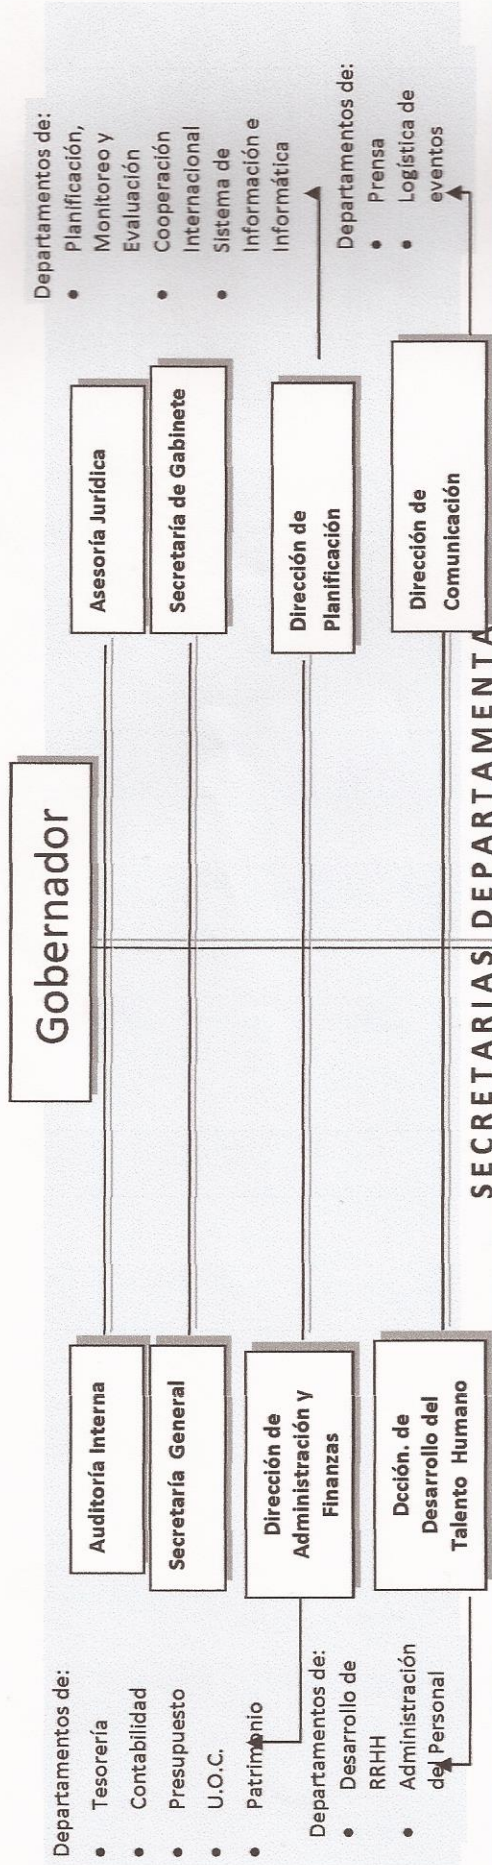 Gobernador
Auditoría Interna
Asesoría Jurídica
Secretaría General
Secretaría de Gabinete
Dirección de
Administración y
Finanzas
Dirección de
Planificación
Dcción. de
Desarrollo del
Talento Humano
Dirección de
Comunicación
Departamentos de:
• Tesorería
• Contabilidad
• Presupuesto
• U.O.C.
• Patrimonio
Departamentos de:
• Desarrollo de
RRHH
• Administración
del Personal
Departamentos de:
• Planificación,
Monitoreo y
Evaluación
• Cooperación
Internacional
• Sistema de
Información e
Informática
Departamentos de:
• Prensa
• Logística de
eventos
SECRETARIAS DEPARTAMENTA